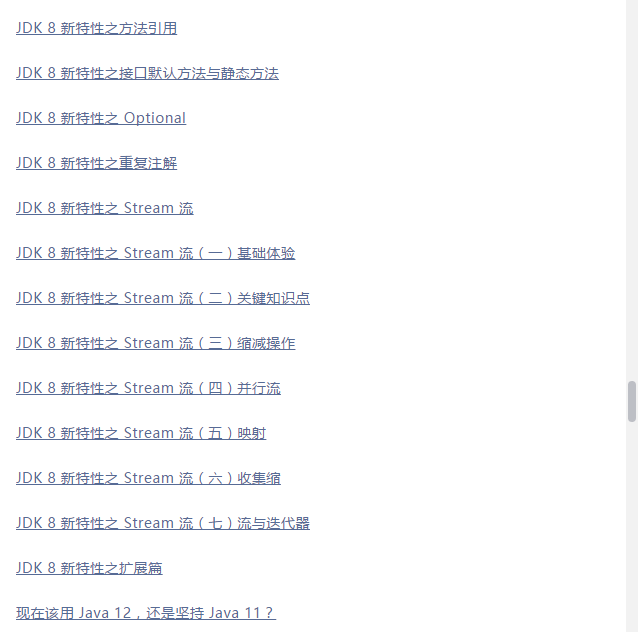 JDK 8 新特性之方法引用
JDK 8 新特性之接口默认方法与静态方法
JDK 8 新特性之 Optional
JDK 8 新特性之重复注解
JDK 8 新特性之 Stream 流
JDK 8 新特性之 Stream 流（一）基础体验
JDK 8 新特性之 Stream 流（二）关键知识点
JDK 8 新特性之 Stream 流（三）缩减操作
JDK 8 新特性之 Stream 流（四）并行流
JDK 8 新特性之 Stream 流（五）映射
JDK 8 新特性之 Stream 流（六）收集缩
JDK 8 新特性之 Stream 流（七）流与迭代器
JDK 8 新特性之扩展篇
现在该用 Java 12，还是坚持 Java 11？